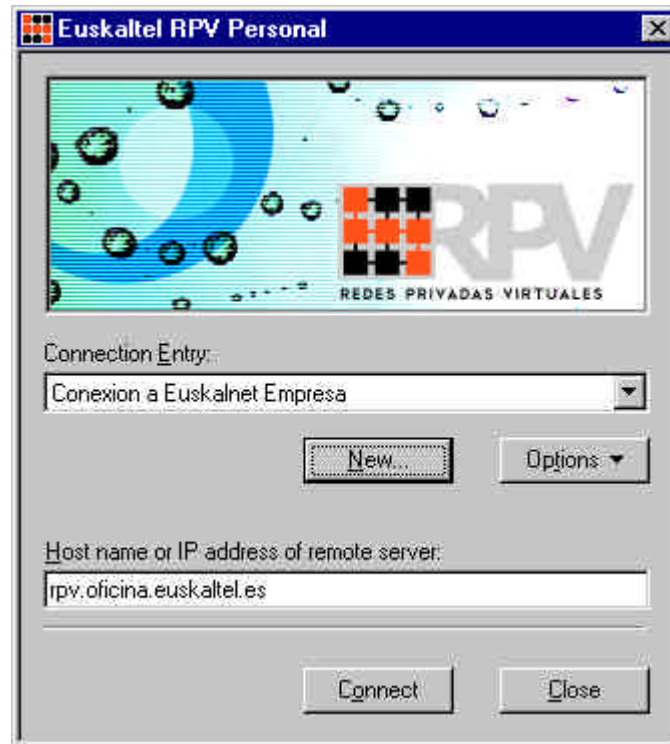 Euskaltel RPV Personal
RPV
REDES PRIVADAS VIRTUALES
Connection Entry:
Conexion a Euskalnet Empresa
New...
Options
Host name or IP address of remote server:
rpv.oficina.euskaltel.es
Connect
Close